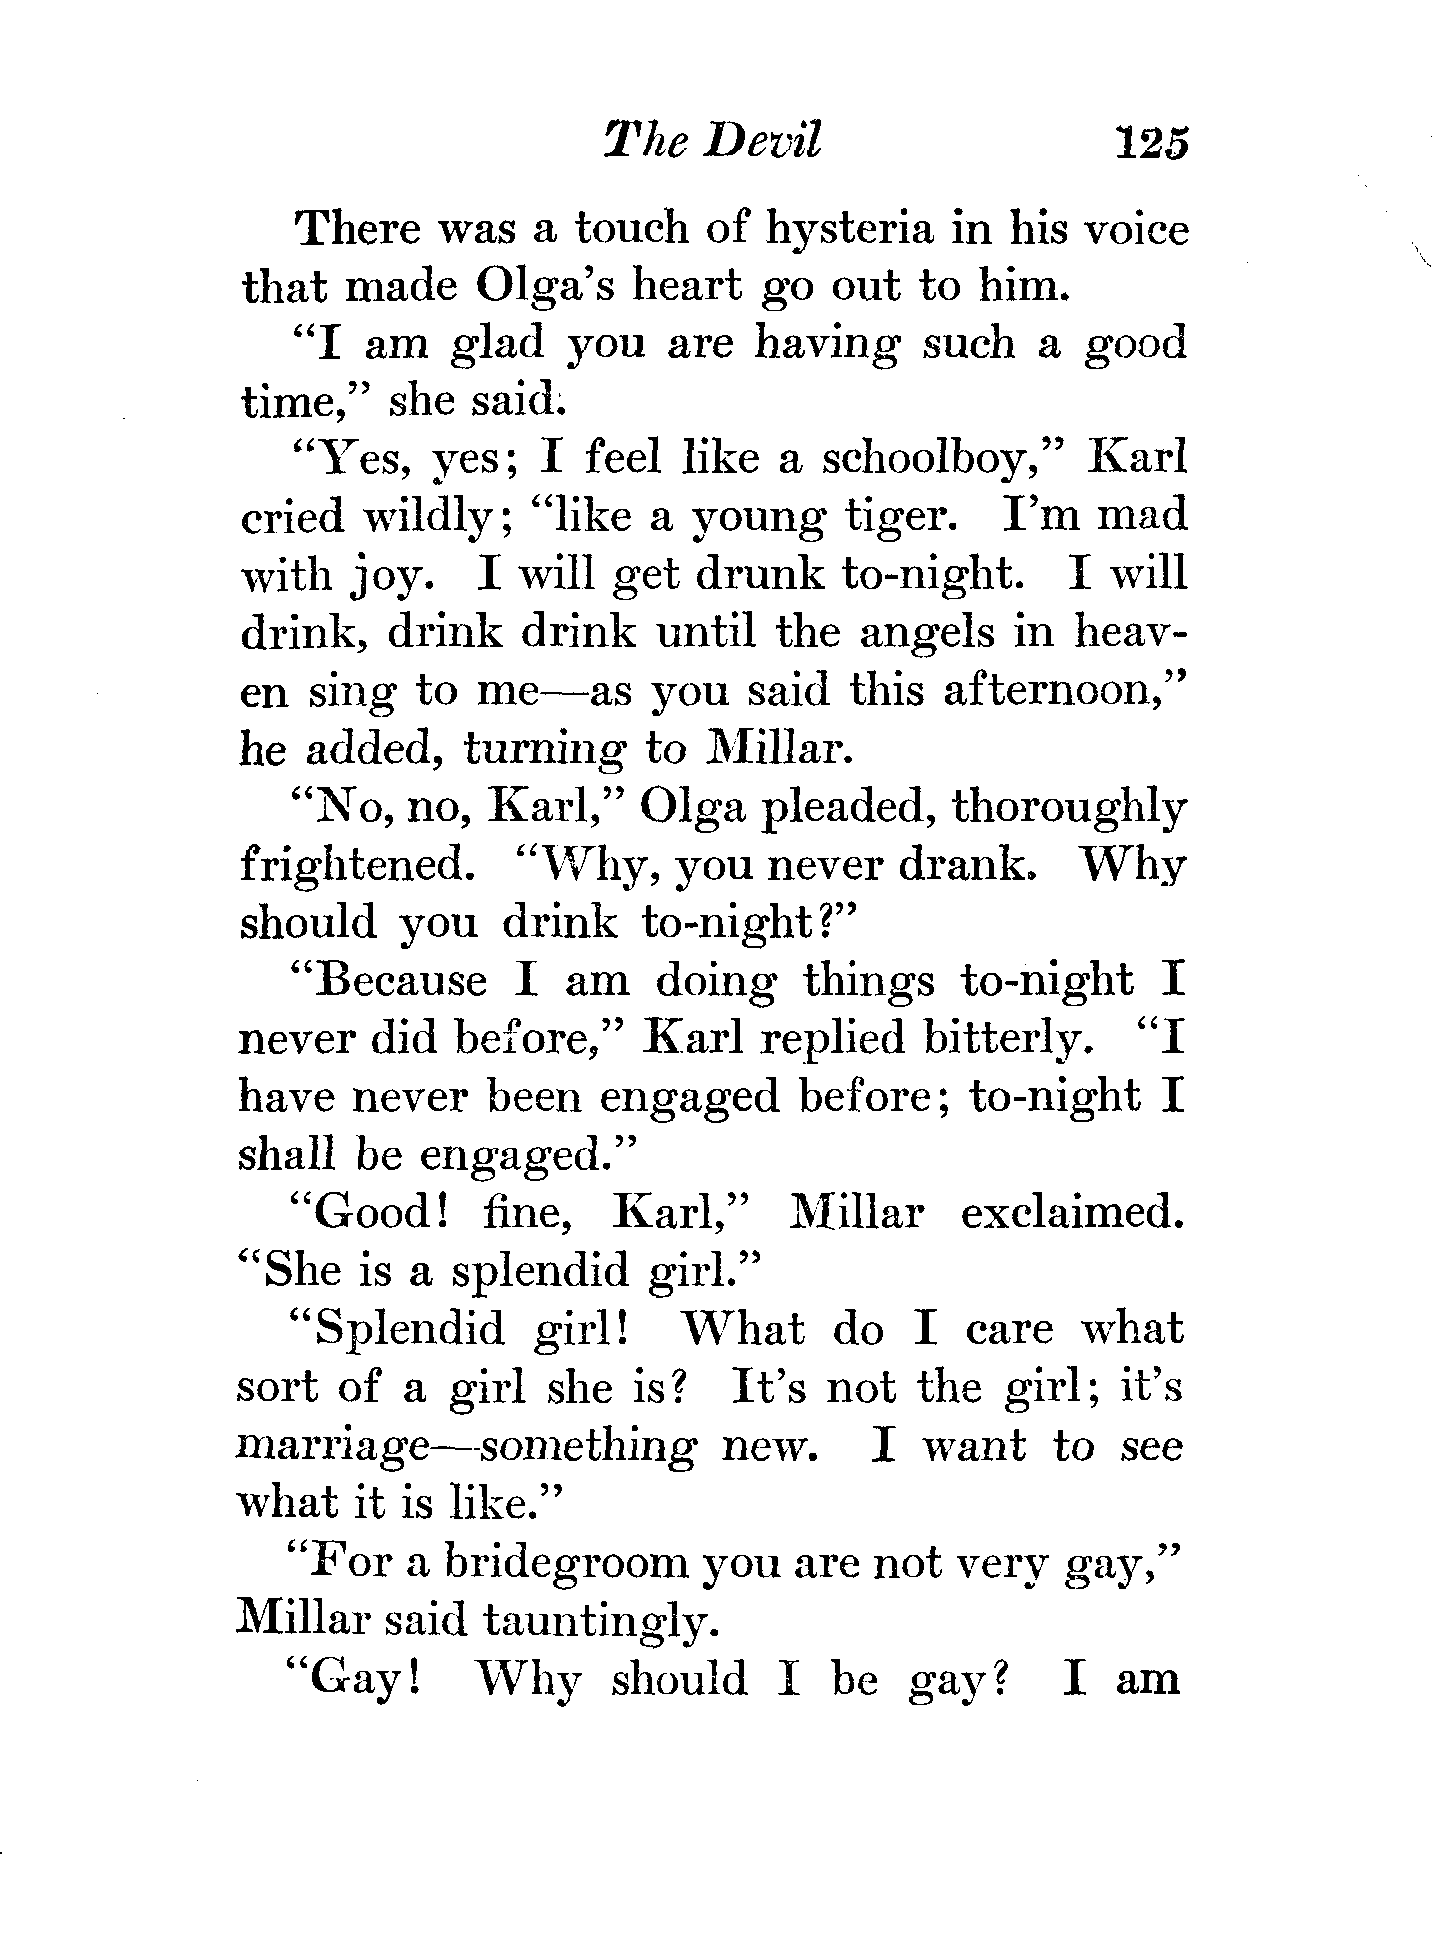 The Devil 125
There was a touch of hysteria in his voice
that made Olga's heart go out to him.
"I am glad you are having such a good
time," she said.
"Yes, yes; I feel like a schoolboy," Karl
cried wildly; "like a young tiger. I'm mad
with joy. I will get drunk to-night. I will
drink, drink drink until the angels in heav-
en sing to me—as you said this afternoon,"
he added, turning to Millar.
"No, no, Karl," Olga pleaded, thoroughly
frightened. "Why, you never drank. Why
should you drink to-night?"
"Because I am doing things to-night I
never did before," Karl replied bitterly. "I
have never been engaged before; to-night I
shall be engaged."
"Good! fine, Karl," Millar exclaimed.
"She is a splendid girl."
"Splendid girl! What do I care what
sort of a girl she is? It's not the girl; it's
marriage—something new. I want to see
what it is like."
"For a bridegroom you are not very gay,"
Millar said tauntingly.
"Gay! Why should I be gay? I am